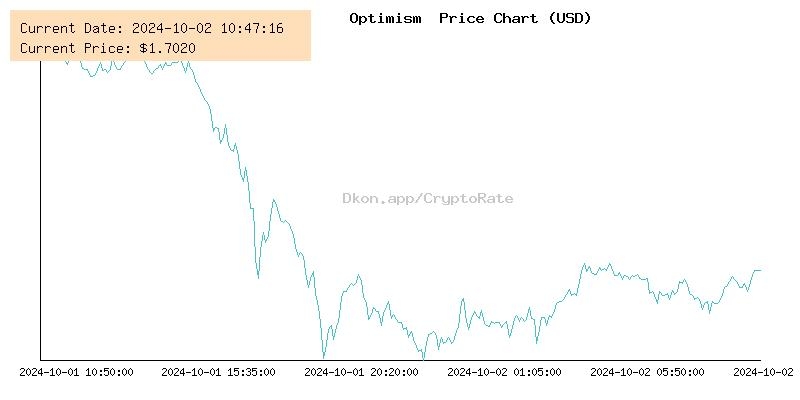 Optimism Price Chart (USD)
Current Date: 2024-10-02 10:47:16
Current Price: $1.7020
Dkon.app/CryptoRate
2024-10-01 10:50:00 2024-10-01 15:35:00 2024-10-01 20:20:00 2024-10-02 01:05:00 2024-10-02 05:50:00 2024-10-02